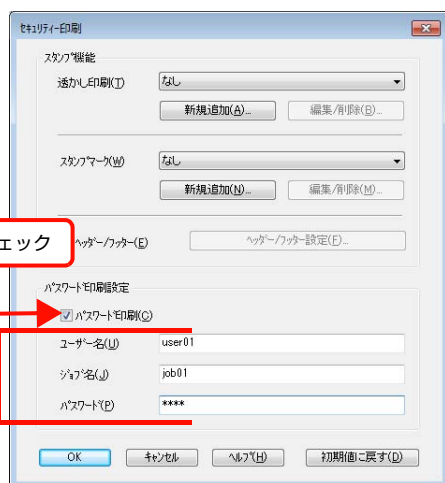 セキュリティー印刷
スタンプ機能
透かし印刷(T) なし
新規追加(A)... 編集/削除(B)...
スタンプマーク(W) なし
新規追加(N)... 編集/削除(M)...
ェック
ヘッダー/フッター(E) ヘッダー/フッター設定(F)...
パスワード印刷設定
パスワード印刷(C)
ユーザー名(U) user01
ジョブ名(J) job01
パスワード(P) ****
OK キャンセル ヘルプ(H) 初期値に戻す(D)